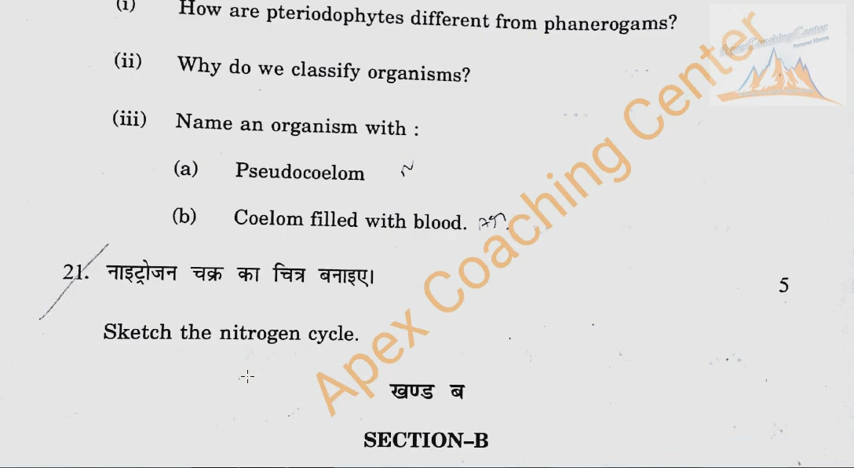 (i) How are pteriodophytes different from phanerogams?
(ii) Why do we classify organisms?
(iii) Name an organism with :
(a) Pseudocoelom
(b) Coelom filled with blood.
21. नाइट्रोजन चक्र का चित्र बनाइए। 5
Sketch the nitrogen cycle.
खण्ड ब
SECTION–B
Apex Coaching Center
ApexCoachingCenter